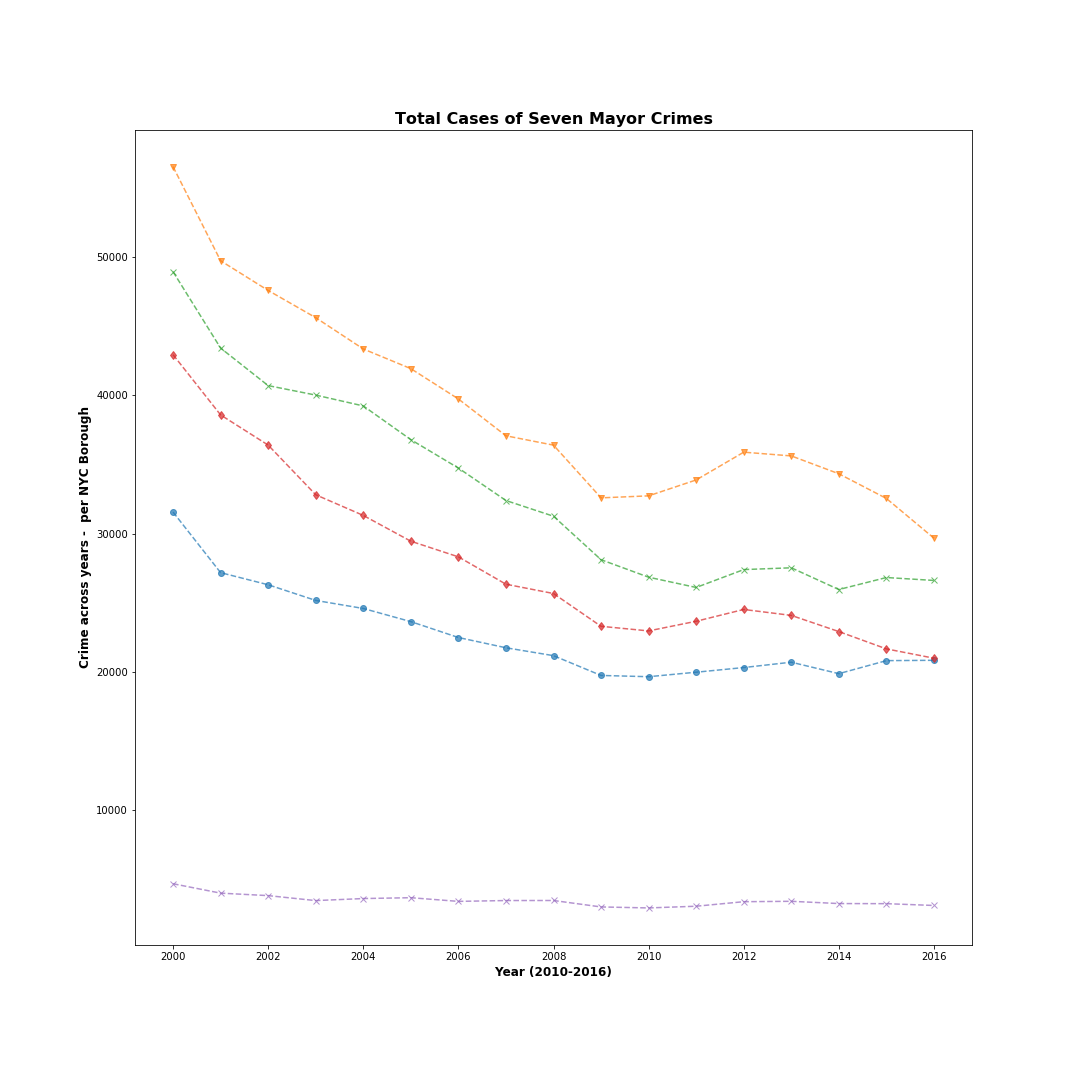 Total Cases of Seven Mayor Crimes
50000
40000
30000
20000
10000
Crime across years -  per NYC Borough
2000 2002 2004 2006 2008 2010 2012 2014 2016
Year (2010-2016)